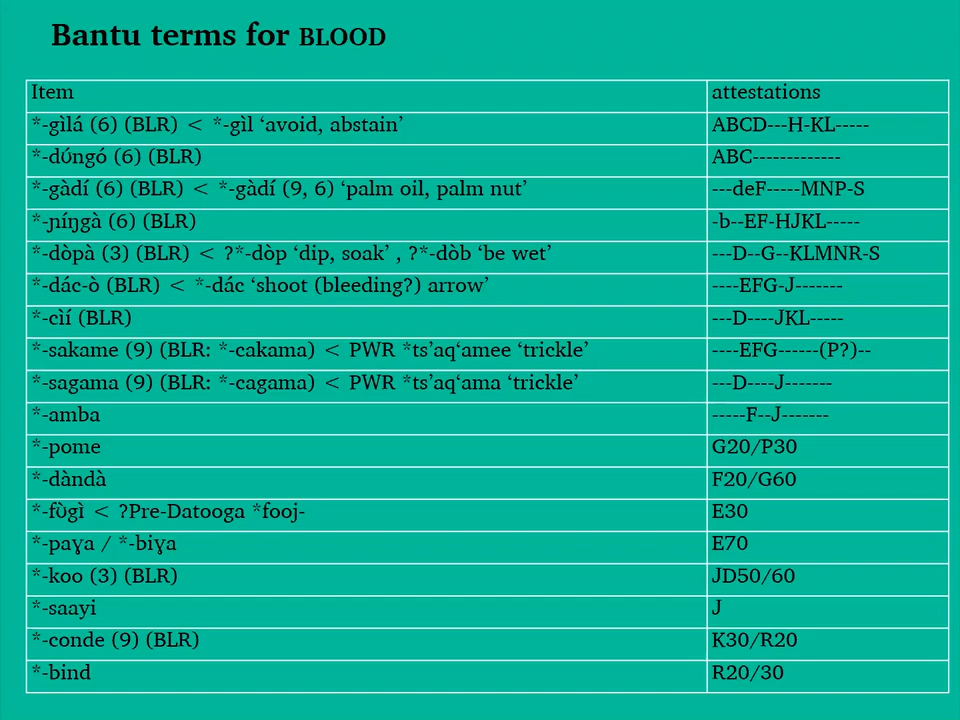 Bantu terms for BLOOD
Item attestations
*-gìlá (6) (BLR) < *-gìl ‘avoid, abstain’ ABCD---H-KL-----
*-dʊ́ngó (6) (BLR) ABC-------------
*-gàdí (6) (BLR) < *-gàdí (9, 6) ‘palm oil, palm nut’ ---deF-----MNP-S
*-ɲíŋgà (6) (BLR) -b--EF-HJKL-----
*-dòpà (3) (BLR) < ?*-dòp ‘dip, soak’ , ?*-dòb ‘be wet’ ---D--G--KLMNR-S
*-dác-ò (BLR) < *-dác ‘shoot (bleeding?) arrow’ ----EFG-J-------
*-cìí (BLR) ---D----JKL-----
*-sakame (9) (BLR: *-cakama) < PWR *ts’aq‘amee ‘trickle’ ----EFG------(P?)--
*-sagama (9) (BLR: *-cagama) < PWR *ts’aq‘ama ‘trickle’ ---D----J-------
*-amba -----F--J-------
*-pome G20/P30
*-dàndà F20/G60
*-fʊ̀gì < ?Pre-Datooga *fooj- E30
*-paɣa / *-biɣa E70
*-koo (3) (BLR) JD50/60
*-saayi J
*-conde (9) (BLR) K30/R20
*-bind R20/30